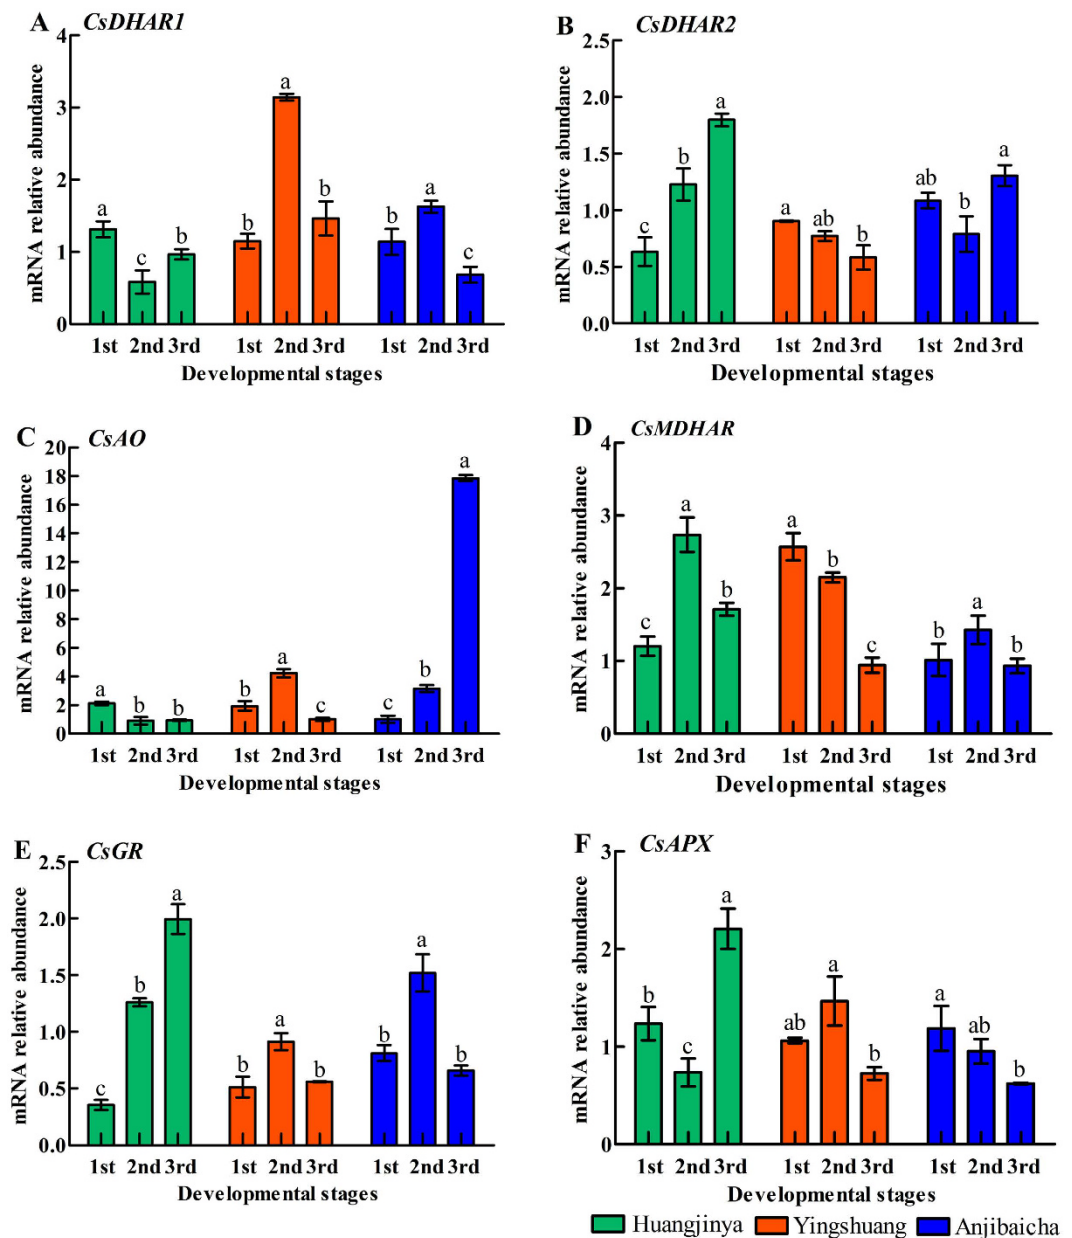 A CsDHAR1
mRNA relative abundance
4
3
2
1
0
a c b b a b b a c
1st 2nd 3rd 1st 2nd 3rd 1st 2nd 3rd
Developmental stages
B CsDHAR2
mRNA relative abundance
2.5
2.0
1.5
1.0
0.5
0.0
c b a a ab b ab b a
1st 2nd 3rd 1st 2nd 3rd 1st 2nd 3rd
Developmental stages
C CsAO
mRNA relative abundance
20
18
16
14
12
10
8
6
4
2
0
a b b b a c c b a
1st 2nd 3rd 1st 2nd 3rd 1st 2nd 3rd
Developmental stages
D CsMDHAR
mRNA relative abundance
4
3
2
1
0
c a b a b c b a b
1st 2nd 3rd 1st 2nd 3rd 1st 2nd 3rd
Developmental stages
E CsGR
mRNA relative abundance
2.5
2.0
1.5
1.0
0.5
0.0
c b a b a b b a b
1st 2nd 3rd 1st 2nd 3rd 1st 2nd 3rd
Developmental stages
F CsAPX
mRNA relative abundance
3
2
1
0
b c a ab a b a ab b
1st 2nd 3rd 1st 2nd 3rd 1st 2nd 3rd
Developmental stages
Huangjinya Yingshuang Anjibaicha